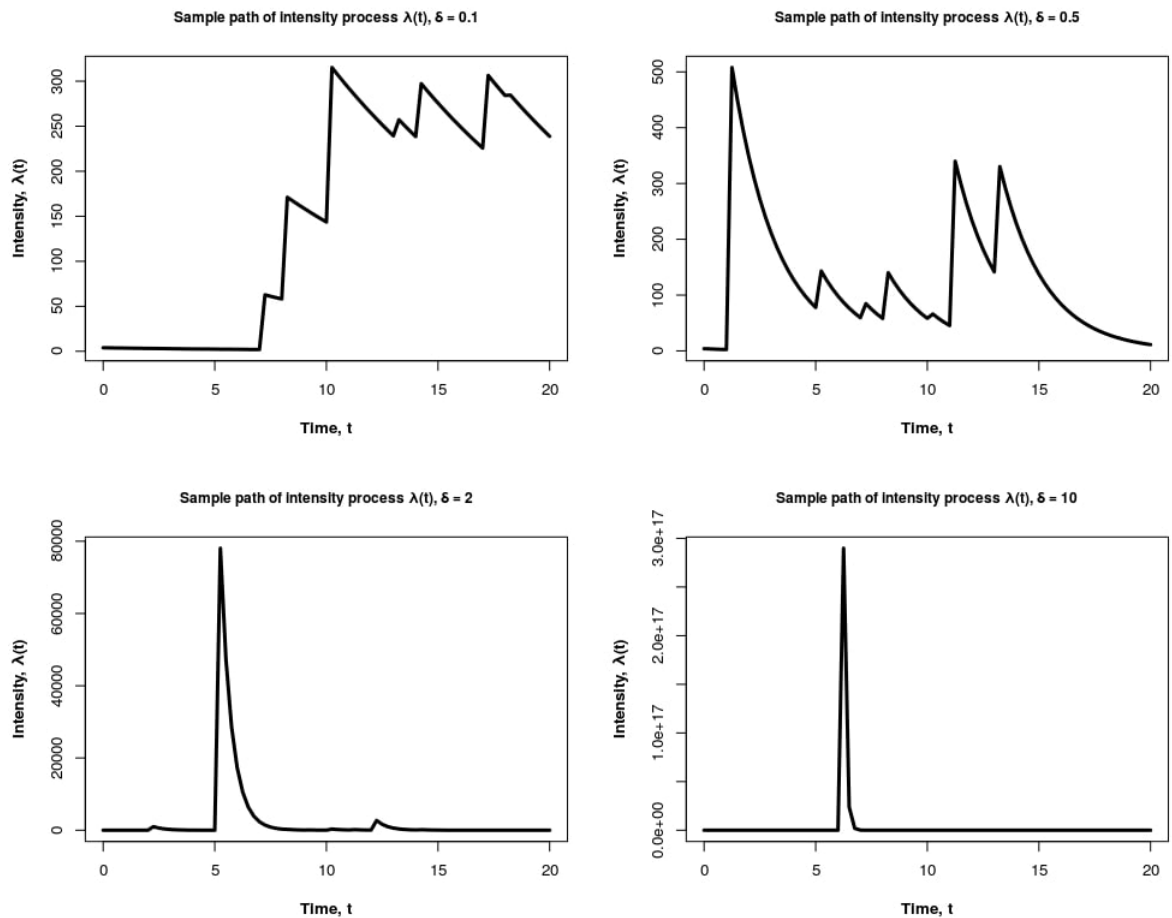 Sample path of intensity process λ(t), δ = 0.1
Intensity, λ(t)
300
250
200
150
100
50
0
0 5 10 15 20
Time, t
Sample path of intensity process λ(t), δ = 0.5
Intensity, λ(t)
500
400
300
200
100
0
0 5 10 15 20
Time, t
Sample path of intensity process λ(t), δ = 2
Intensity, λ(t)
80000
60000
40000
20000
0
0 5 10 15 20
Time, t
Sample path of intensity process λ(t), δ = 10
Intensity, λ(t)
3.0e+17
2.0e+17
1.0e+17
0.0e+00
0 5 10 15 20
Time, t